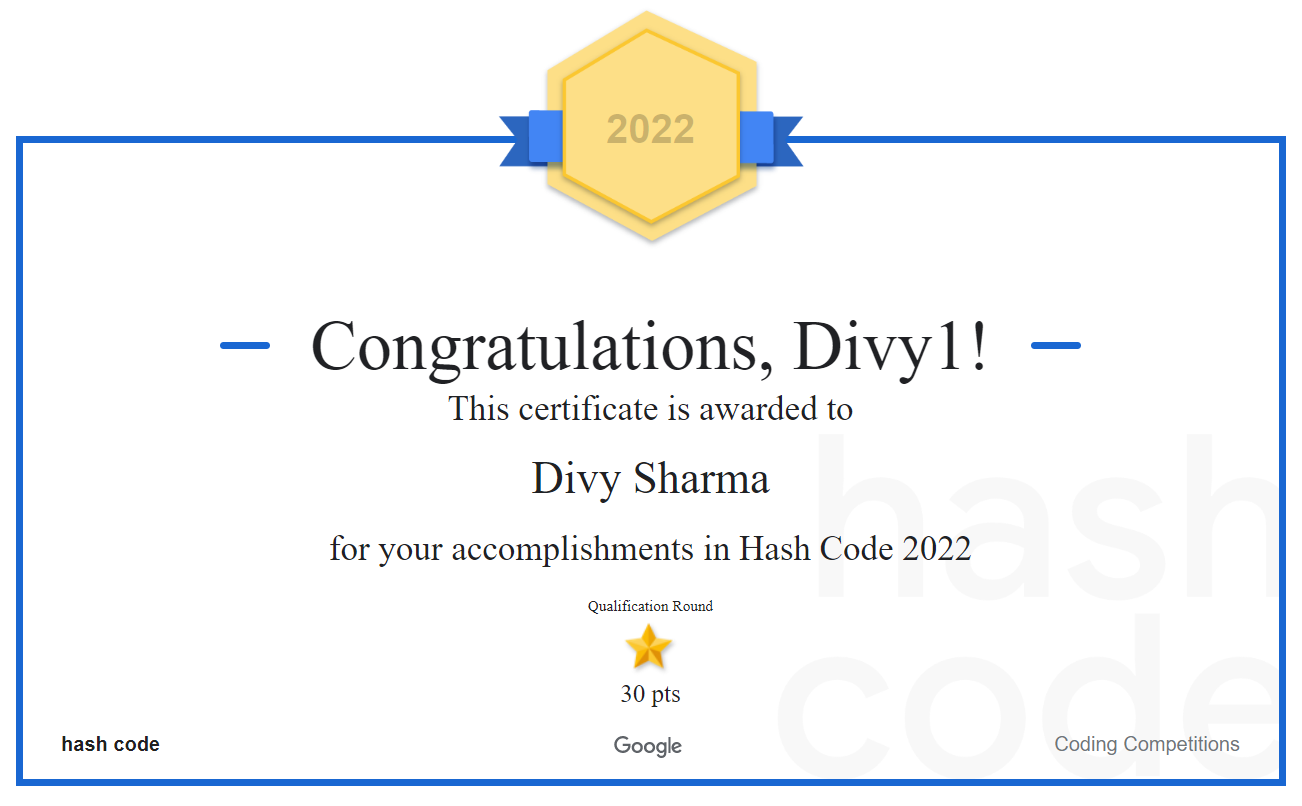 2022
Congratulations, Divy1!
This certificate is awarded to
Divy Sharma
for your accomplishments in Hash Code 2022
Qualification Round
30 pts
hash
code
hash code
Google
Coding Competitions